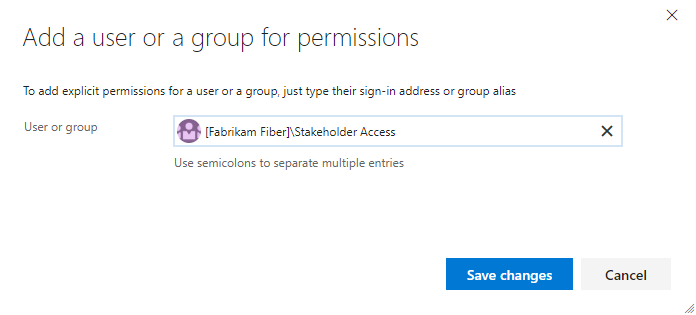 Add a user or a group for permissions
To add explicit permissions for a user or a group, just type their sign-in address or group alias
User or group
[Fabrikam Fiber]\Stakeholder Access
Use semicolons to separate multiple entries
Save changes
Cancel